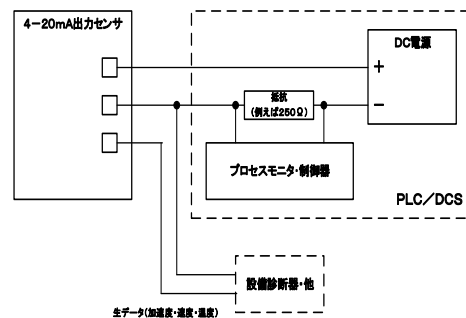 4－20mA出力センサ
DC電源
＋
－
抵抗
(例えば250Ω)
プロセスモニタ・制御器
PLC／DCS
設備診断器・他
生データ(加速度・速度・温度)